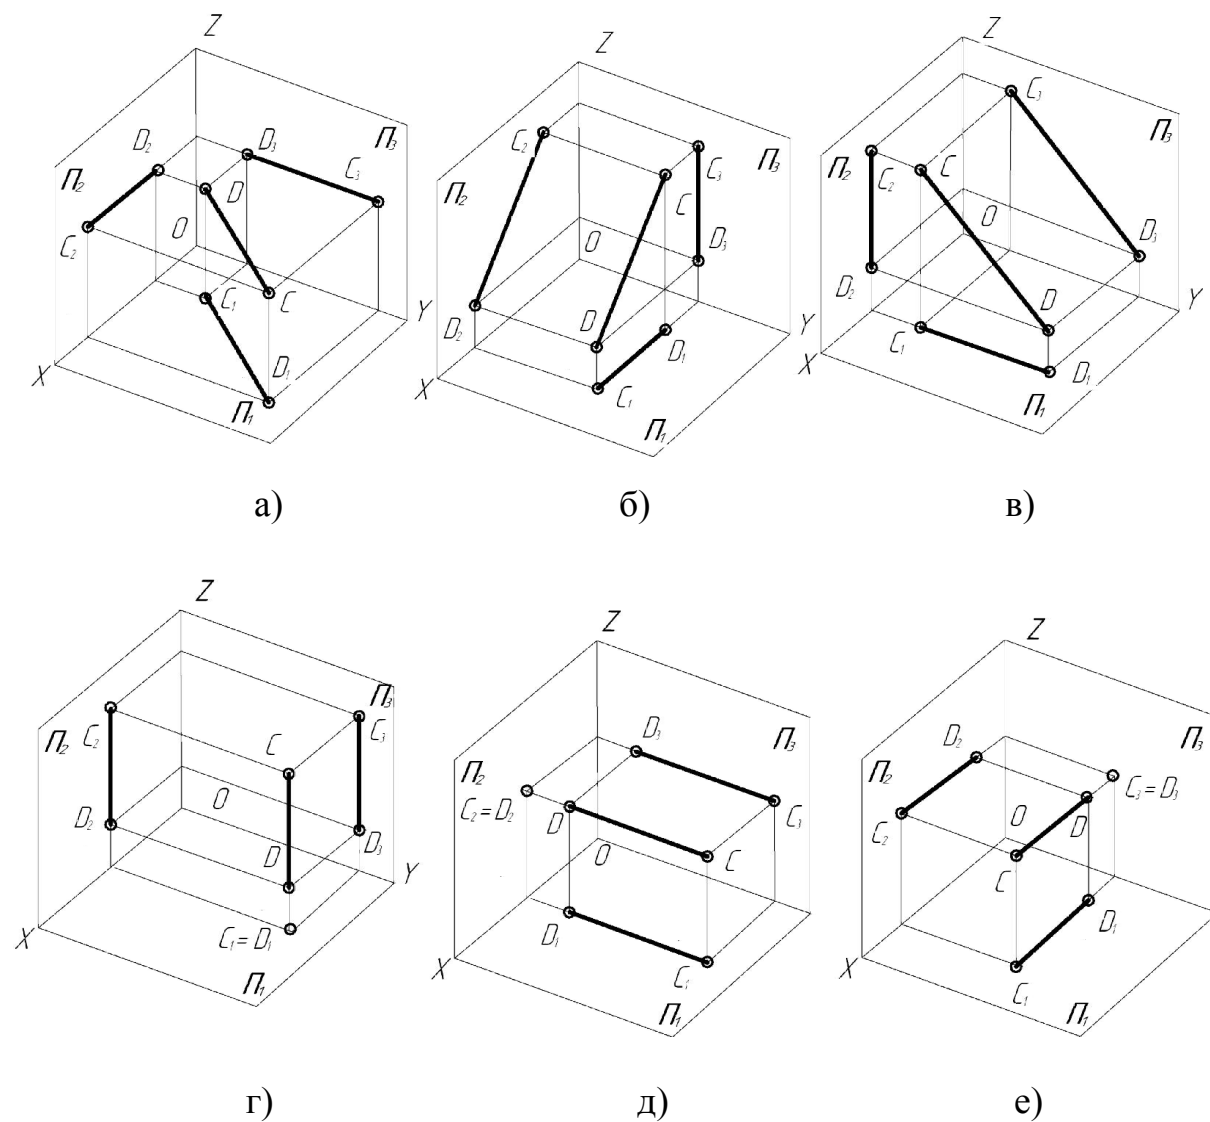 Z Z Z
D₂ D₃ П₃ C₃ П₂ C₂ D O C₁ C D₁ Y X П₁
C₂ П₃ П₂ C₃ C O D₃ D₂ D D₁ C₁ Y X П₁
C₃ П₃ П₂ C₂ C O D₃ D₂ D C₁ D₁ Y X П₁
а) б) в)
Z Z Z
П₃ C₂ П₂ C C₃ O D₂ D D₃ Y C₁=D₁ X П₁
D₃ П₃ П₂ C₂=D₂ D C₃ O C D₁ C₁ X П₁
D₂ П₃ П₂ C₃=D₃ O D C₂ C D₁ C₁ X П₁
г) д) е)